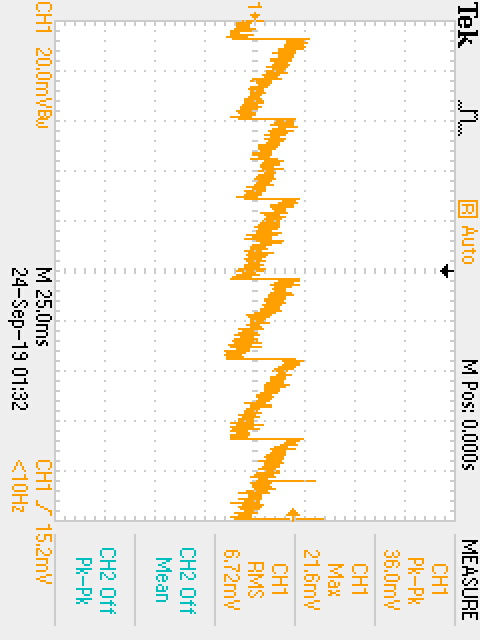 Tek
R Auto
M Pos: 0.000s
MEASURE
CH1
Pk-Pk
36.0mV
CH1
Max
21.6mV
CH1
RMS
6.72mV
CH2 Off
Mean
CH2 Off
Pk-Pk
1
CH1 20.0mVBW
M 25.0ms
CH1 / 15.2mV
24-Sep-19 01:32
<10Hz